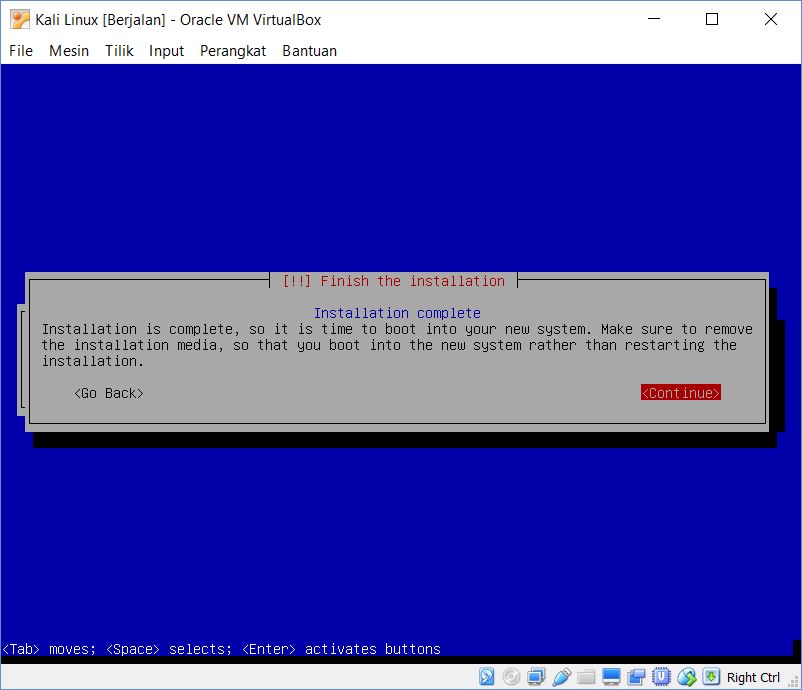 Kali Linux [Berjalan] - Oracle VM VirtualBox
File Mesin Tilik Input Perangkat Bantuan
[!!] Finish the installation
Installation complete
Installation is complete, so it is time to boot into your new system. Make sure to remove
the installation media, so that you boot into the new system rather than restarting the
installation.
<Go Back> <Continue>
<Tab> moves; <Space> selects; <Enter> activates buttons
Right Ctrl